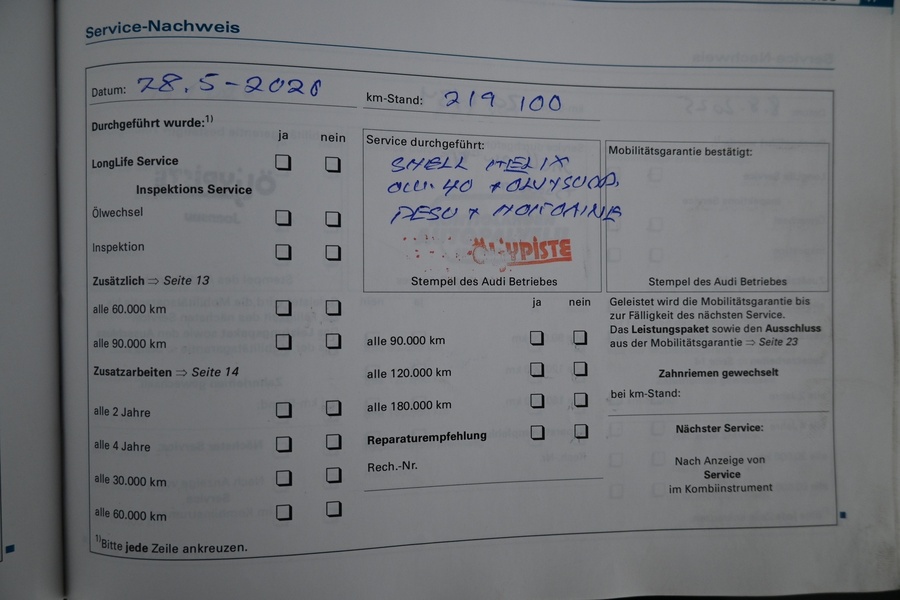 Service-Nachweis
Datum: 28.5-2020
km-Stand: 219 100
Durchgeführt wurde:1)
ja nein
LongLife Service
Inspektions Service
Ölwechsel
Inspektion
Zusätzlich ⇒ Seite 13
alle 60.000 km
alle 90.000 km
Zusatzarbeiten ⇒ Seite 14
alle 2 Jahre
alle 4 Jahre
alle 30.000 km
alle 60.000 km
1)Bitte jede Zeile ankreuzen.
Service durchgeführt:
SHELL HELIX
PESU + MOITORING
PISTE
Stempel des Audi Betriebes
ja nein
alle 90.000 km
alle 120.000 km
alle 180.000 km
Reparaturempfehlung
Rech.-Nr.
Mobilitätsgarantie bestätigt:
Stempel des Audi Betriebes
Geleistet wird die Mobilitätsgarantie bis
zur Fälligkeit des nächsten Service.
Das Leistungspaket sowie den Ausschluss
aus der Mobilitätsgarantie ⇒ Seite 23
Zahnriemen gewechselt
bei km-Stand:
Nächster Service:
Nach Anzeige von
Service
im Kombiinstrument